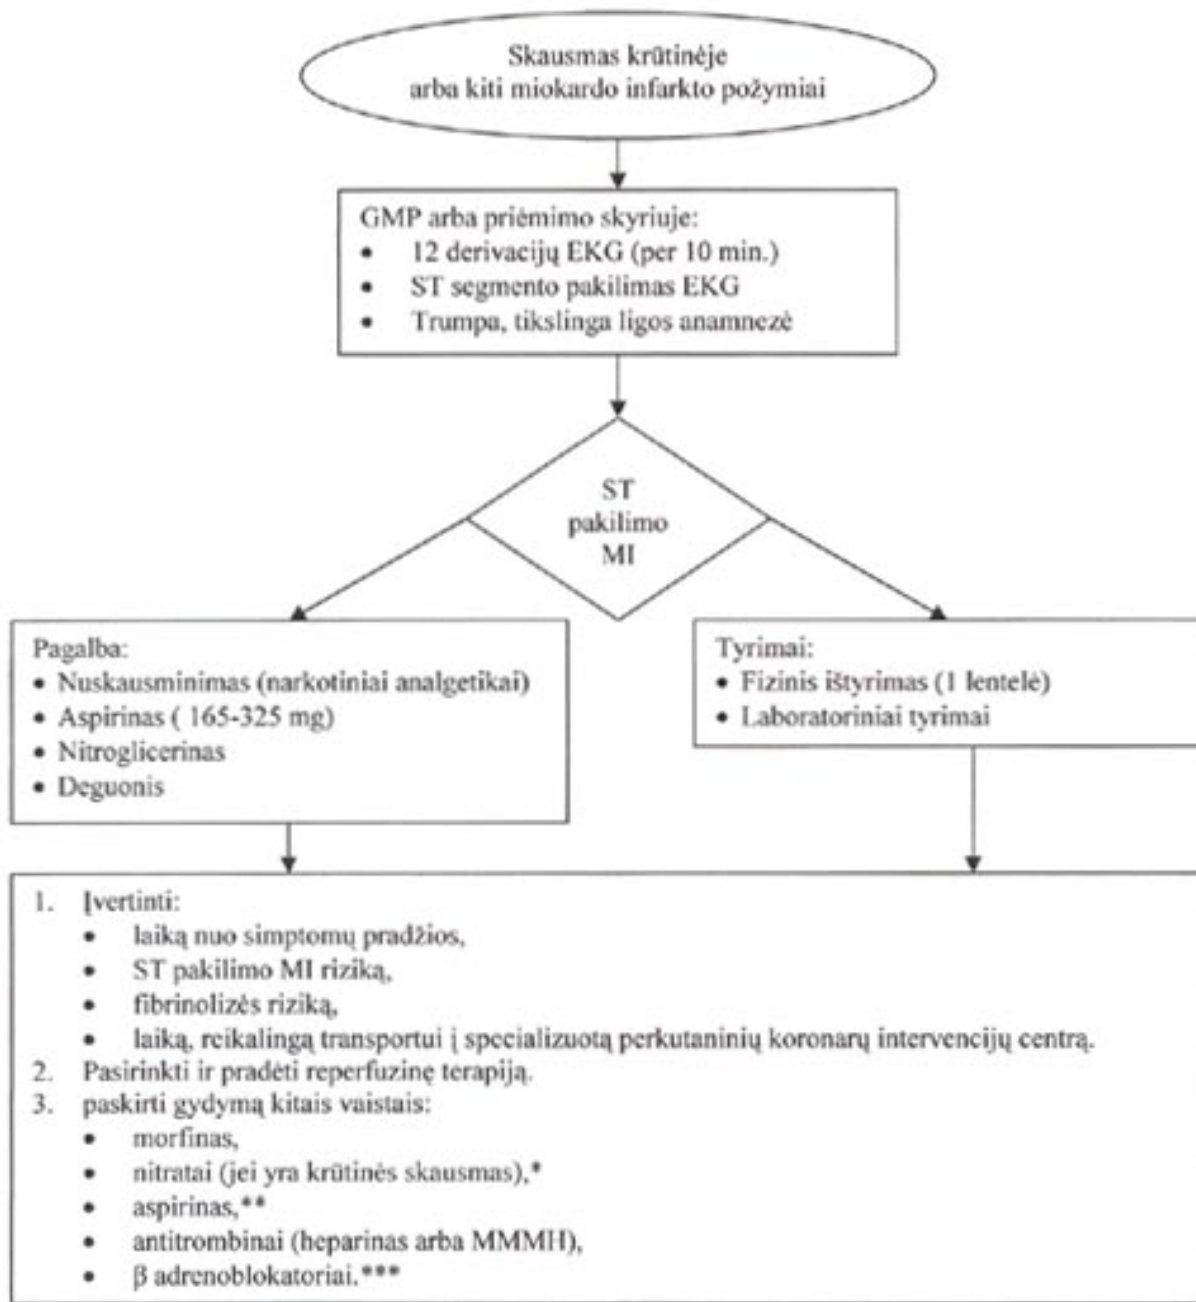 Skausmas krūtinėje
arba kiti miokardo infarkto požymiai
GMP arba priėmimo skyriuje:
• 12 derivacijų EKG (per 10 min.)
• ST segmento pakilimas EKG
• Trumpa, tikslinga ligos anamnezė
ST
pakilimo
MI
Pagalba:
• Nuskausminimas (narkotiniai analgetikai)
• Aspirinas ( 165-325 mg)
• Nitroglicerinas
• Deguonis
Tyrimai:
• Fizinis ištyrimas (1 lentelė)
• Laboratoriniai tyrimai
1. Įvertinti:
• laiką nuo simptomų pradžios,
• ST pakilimo MI riziką,
• fibrinolizės riziką,
• laiką, reikalingą transportui į specializuotą perkutaninių koronarų intervencijų centrą.
2. Pasirinkti ir pradėti reperfuzinę terapiją.
3. paskirti gydymą kitais vaistais:
• morfinas,
• nitratai (jei yra krūtinės skausmas),*
• aspirinas,**
• antitrombinai (heparinas arba MMMH),
• β adrenoblokatoriai.***